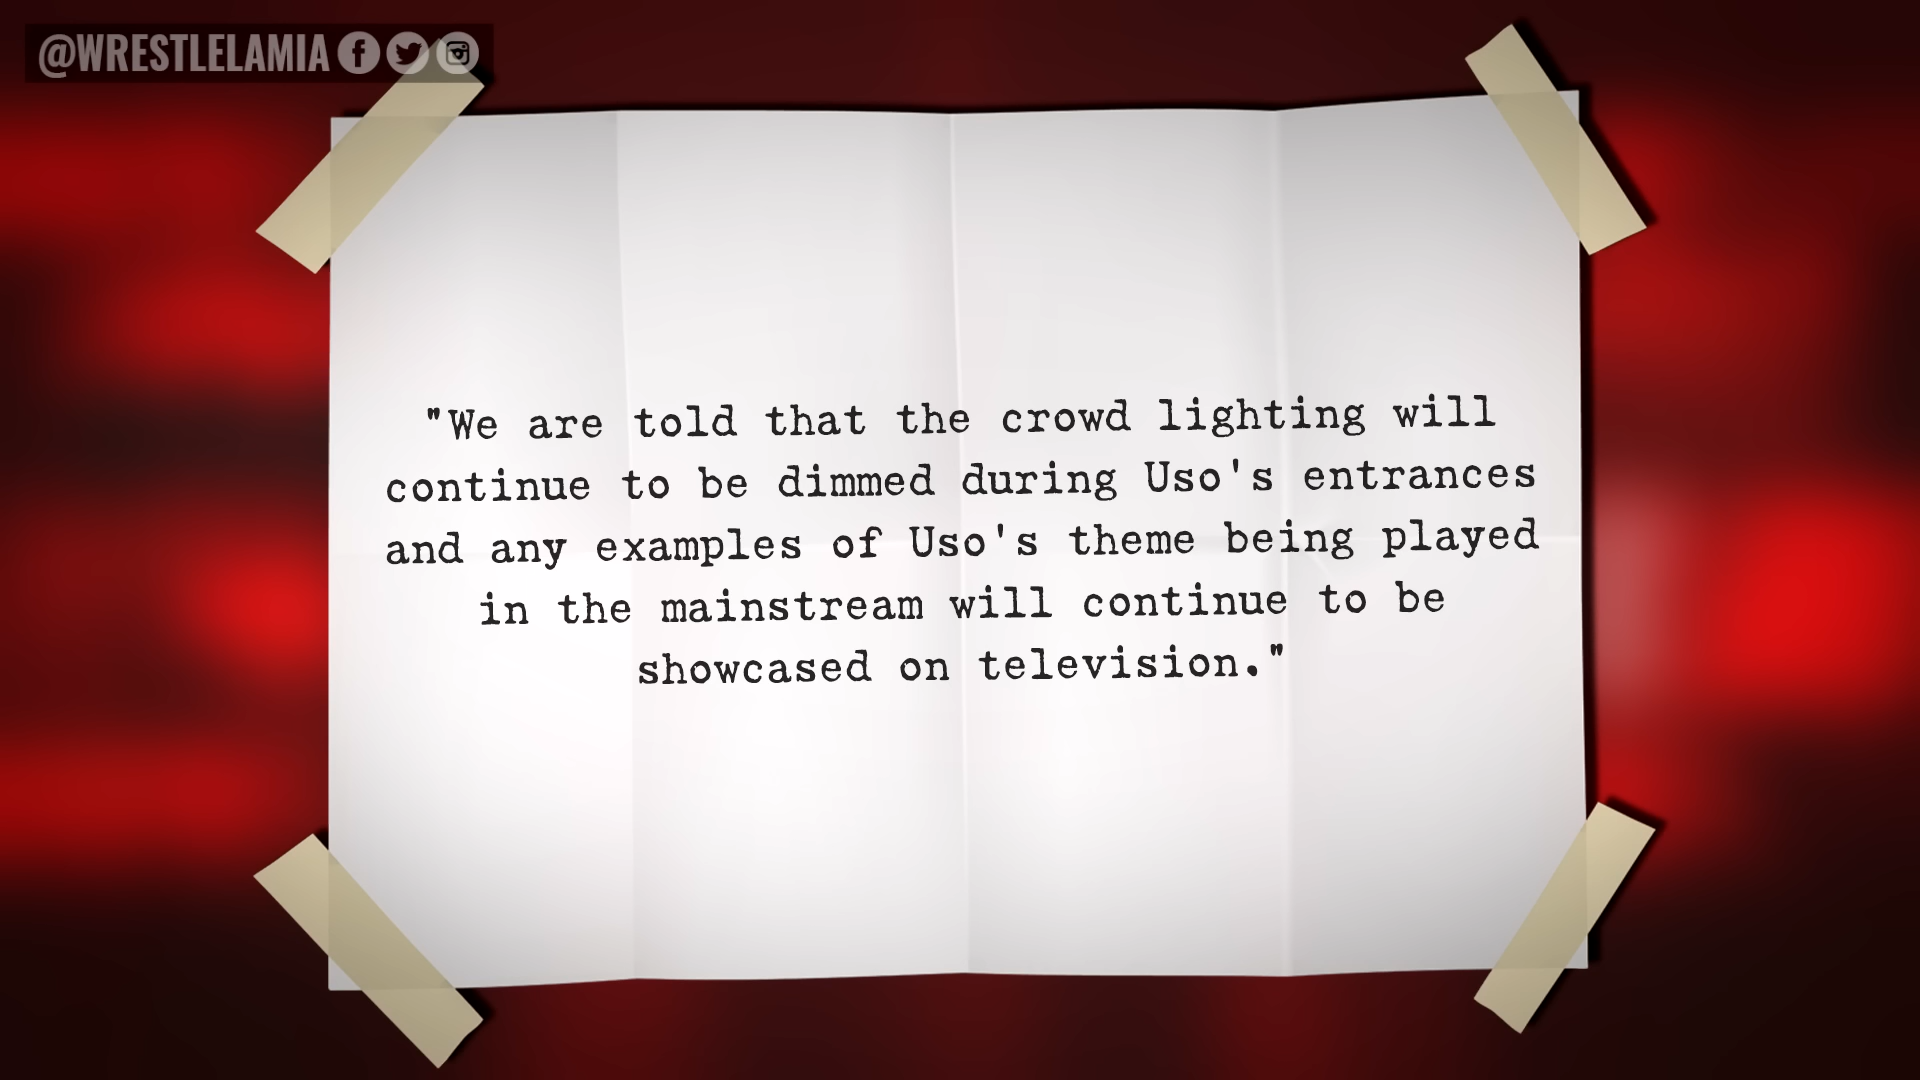 @WRESTLELAMIA
"We are told that the crowd lighting will
continue to be dimmed during Uso's entrances
and any examples of Uso's theme being played
in the mainstream will continue to be
showcased on television."